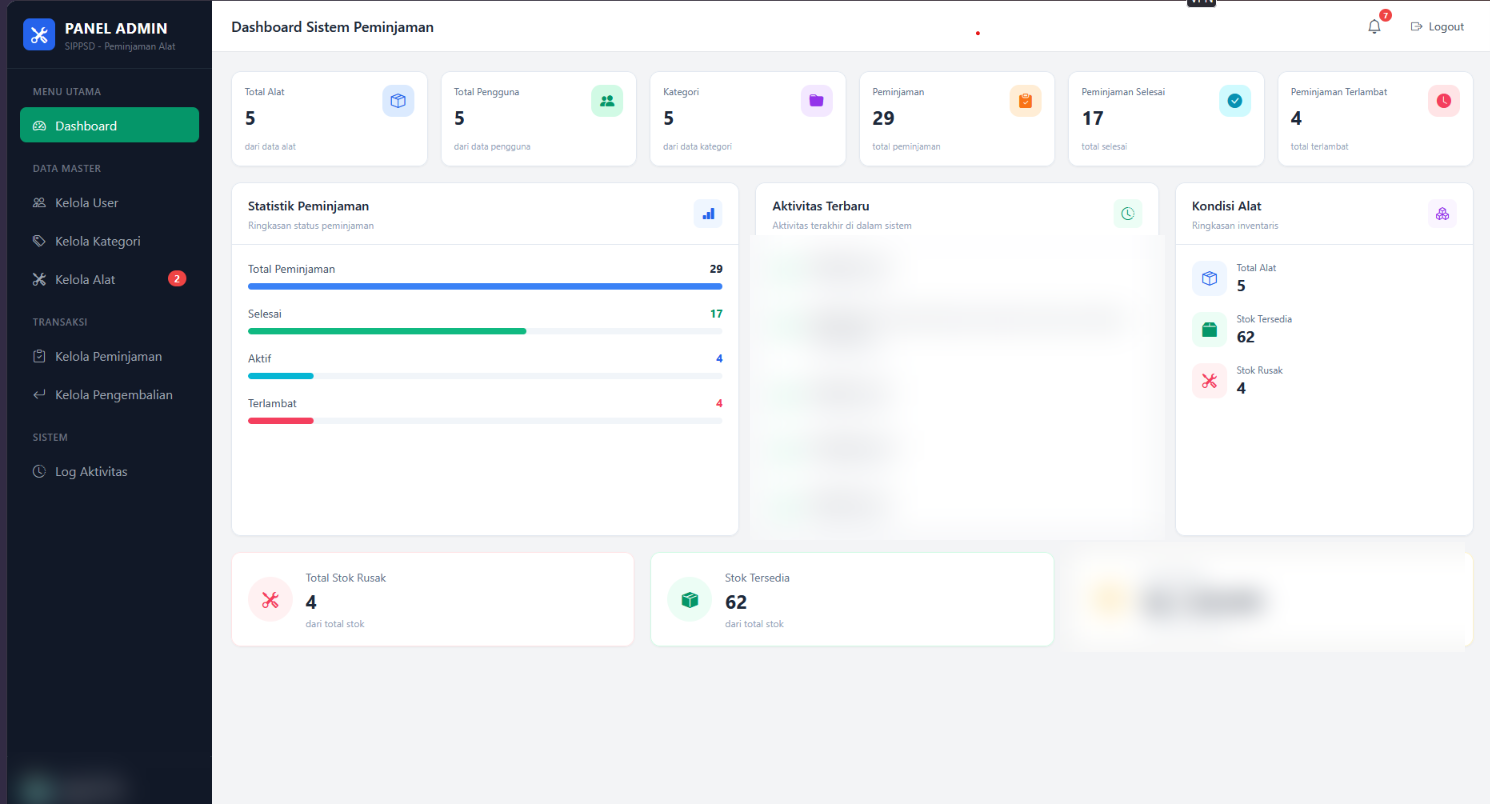 PANEL ADMIN
SIPPSD - Peminjaman Alat
MENU UTAMA
Dashboard
DATA MASTER
Kelola User
Kelola Kategori
Kelola Alat 2
TRANSAKSI
Kelola Peminjaman
Kelola Pengembalian
SISTEM
Log Aktivitas
Dashboard Sistem Peminjaman
7
Logout
Total Alat
5
dari data alat
Total Pengguna
5
dari data pengguna
Kategori
5
dari data kategori
Peminjaman
29
total peminjaman
Peminjaman Selesai
17
total selesai
Peminjaman Terlambat
4
total terlambat
Statistik Peminjaman
Ringkasan status peminjaman
Total Peminjaman 29
Selesai 17
Aktif 4
Terlambat 4
Aktivitas Terbaru
Aktivitas terakhir di dalam sistem
Kondisi Alat
Ringkasan inventaris
Total Alat
5
Stok Tersedia
62
Stok Rusak
4
Total Stok Rusak
4
dari total stok
Stok Tersedia
62
dari total stok